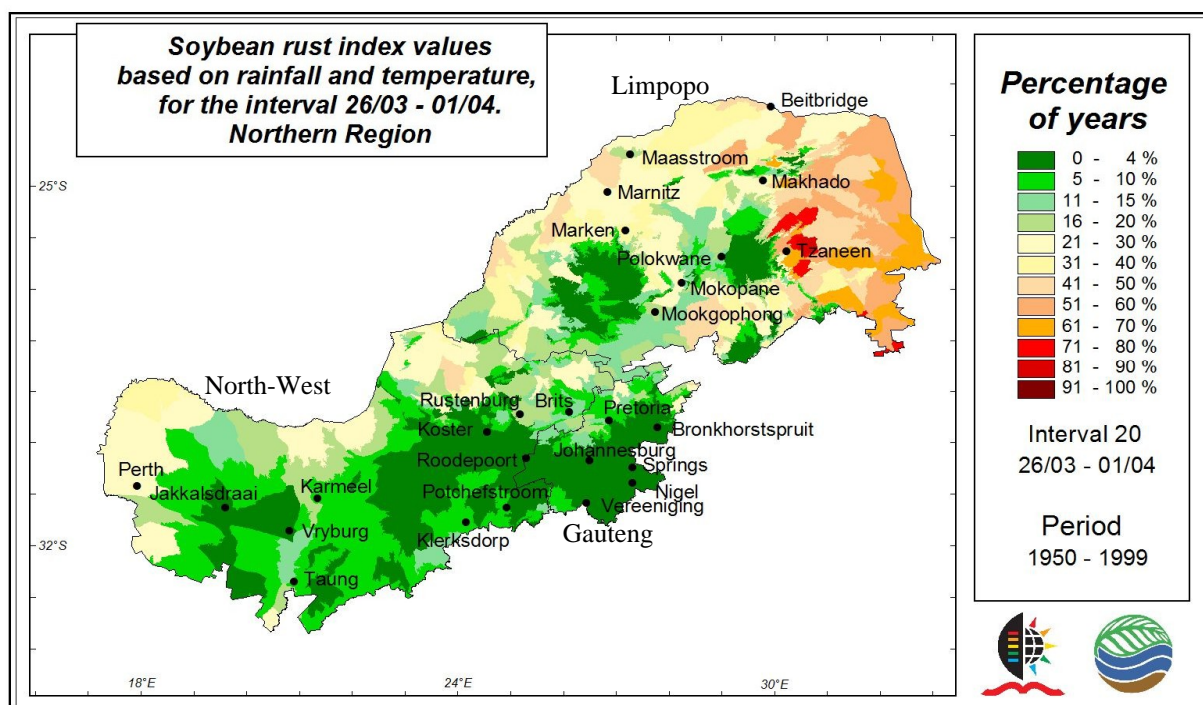 Soybean rust index values
based on rainfall and temperature,
for the interval 26/03 - 01/04.
Northern Region
Limpopo
Beitbridge
Maasstroom
Makhado
Marnitz
Marken
Polokwane
Tzaneen
Mokopane
Mookgophong
North-West
Rustenburg
Brits
Pretoria
Koster
Bronkhorstspruit
Johannesburg
Roodepoort
Springs
Perth
Karmeel
Potchefstroom
Nigel
Jakkalsdraai
Vereeniging
Vryburg
Klerksdorp
Gauteng
Taung
25°S
32°S
18°E
24°E
30°E
Percentage
of years
0 - 4 %
5 - 10 %
11 - 15 %
16 - 20 %
21 - 30 %
31 - 40 %
41 - 50 %
51 - 60 %
61 - 70 %
71 - 80 %
81 - 90 %
91 - 100 %
Interval 20
26/03 - 01/04
Period
1950 - 1999